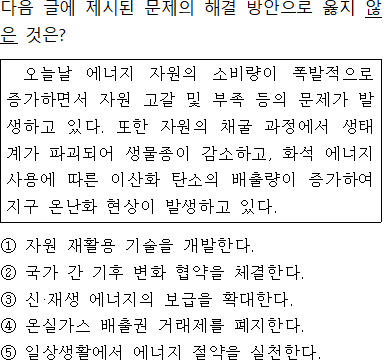 다음 글에 제시된 문제의 해결 방안으로 옳지 않
은 것은?
오늘날 에너지 자원의 소비량이 폭발적으로
증가하면서 자원 고갈 및 부족 등의 문제가 발
생하고 있다. 또한 자원의 채굴 과정에서 생태
계가 파괴되어 생물종이 감소하고, 화석 에너지
사용에 따른 이산화 탄소의 배출량이 증가하여
지구 온난화 현상이 발생하고 있다.
① 자원 재활용 기술을 개발한다.
② 국가 간 기후 변화 협약을 체결한다.
③ 신·재생 에너지의 보급을 확대한다.
④ 온실가스 배출권 거래제를 폐지한다.
⑤ 일상생활에서 에너지 절약을 실천한다.